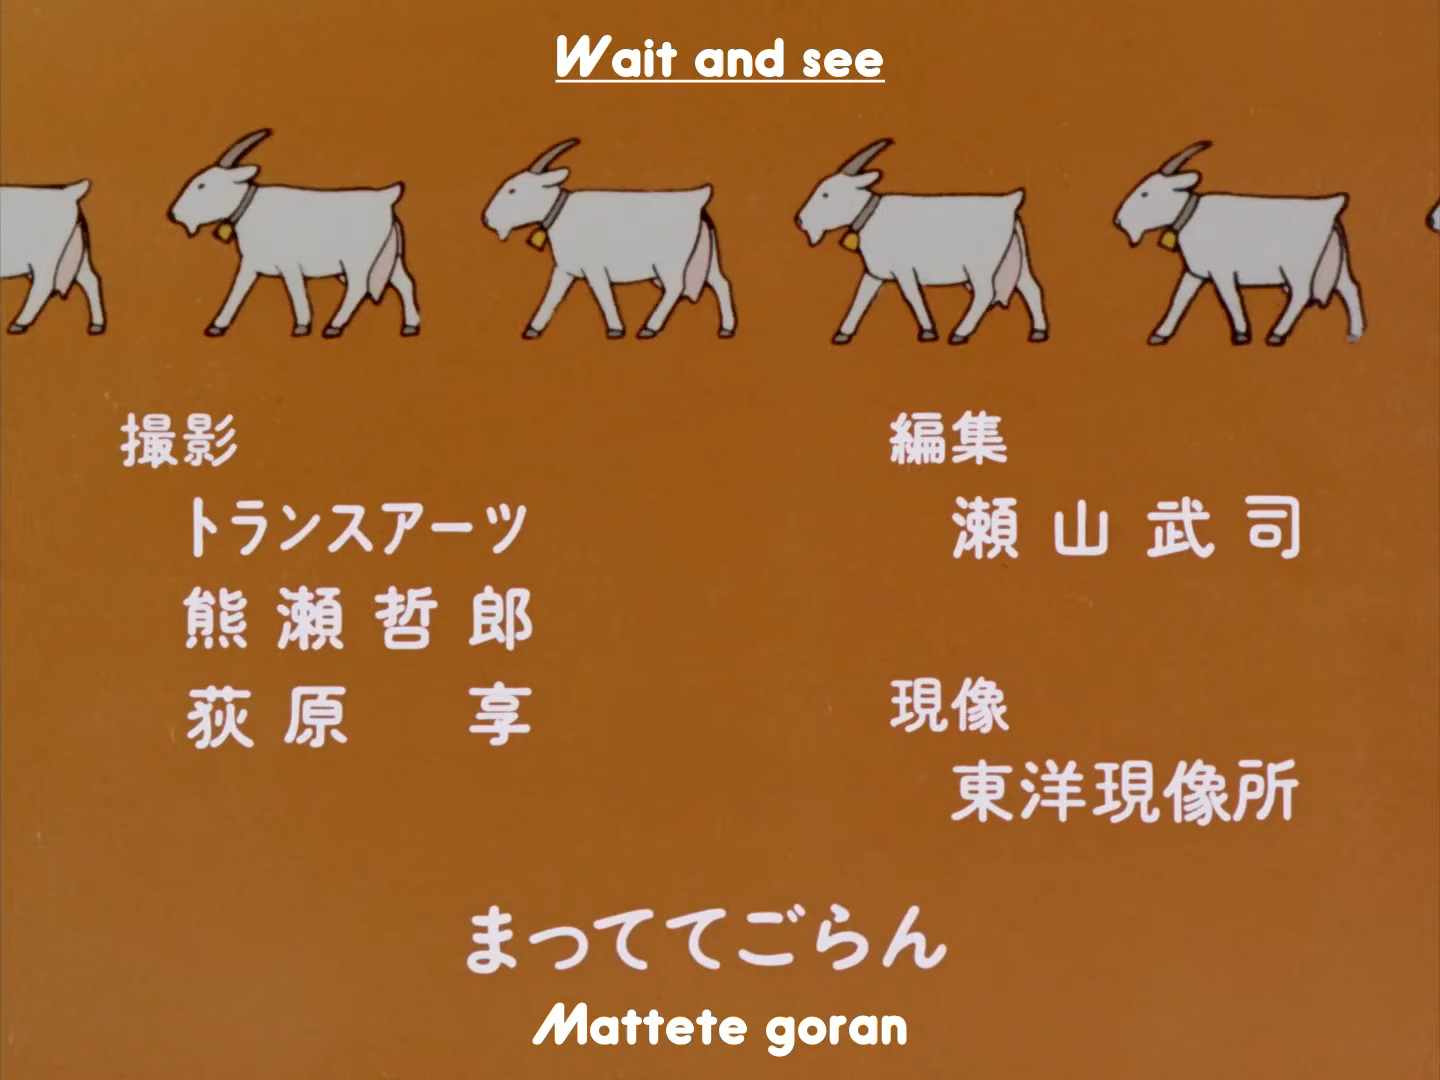 Wait and see
撮影
トランスアーツ
熊瀬哲郎
荻原 享
編集
瀬山武司
現像
東洋現像所
まっててごらん
Mattete goran